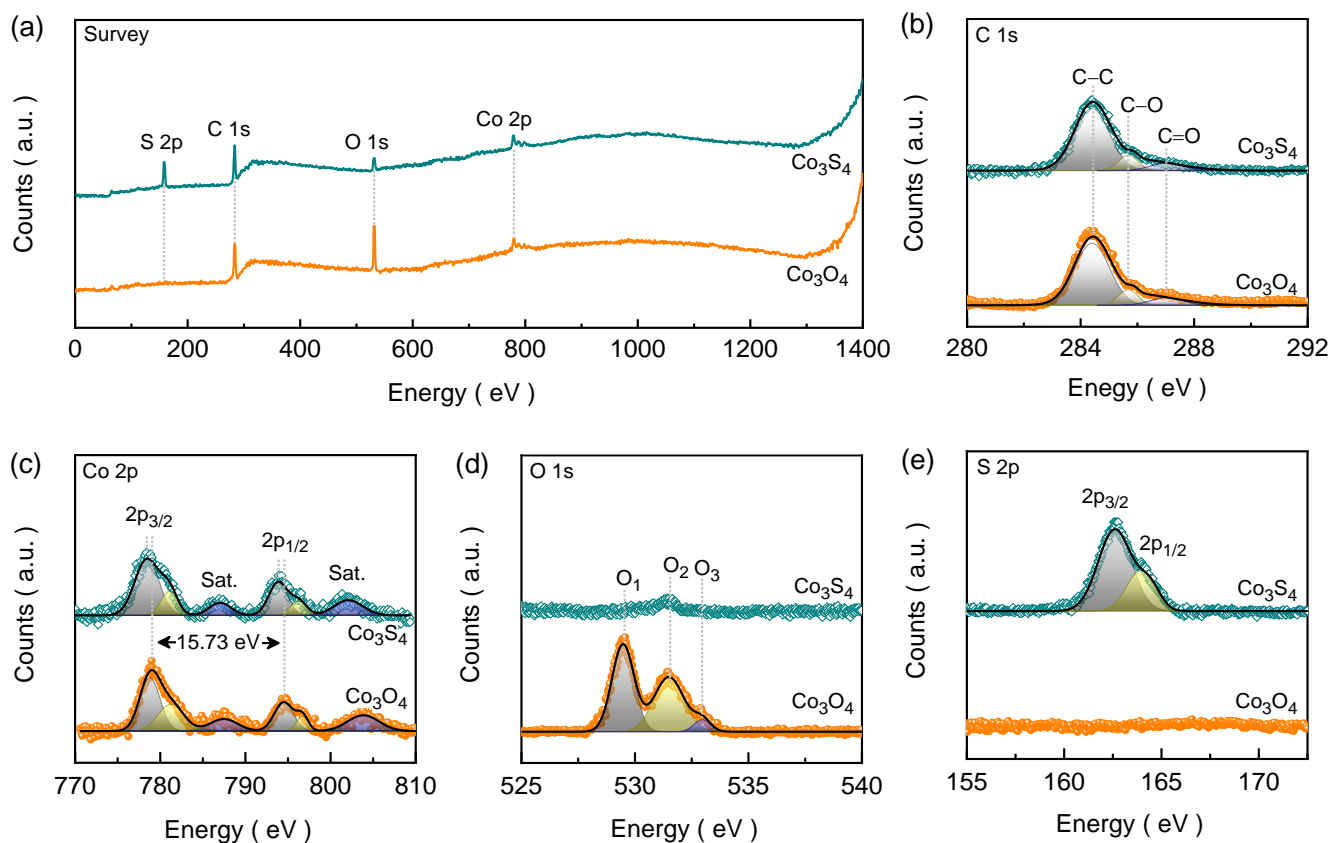 (a)
Survey
Counts ( a.u. )
S 2p
C 1s
O 1s
Co 2p
Co₃S₄
Co₃O₄
0 200 400 600 800 1000 1200 1400
Energy ( eV )
(b)
C 1s
Counts ( a.u. )
C−C
C−O
C=O
Co₃S₄
Co₃O₄
280 284 288 292
Enegy ( eV )
(c)
Co 2p
Counts ( a.u. )
2p₃/₂
2p₁/₂
Sat.
Sat.
Co₃S₄
15.73 eV
Co₃O₄
770 780 790 800 810
Energy ( eV )
(d)
O 1s
Counts ( a.u. )
O₁
O₂
O₃
Co₃S₄
Co₃O₄
525 530 535 540
Energy ( eV )
(e)
S 2p
Counts ( a.u. )
2p₃/₂
2p₁/₂
Co₃S₄
Co₃O₄
155 160 165 170
Energy ( eV )